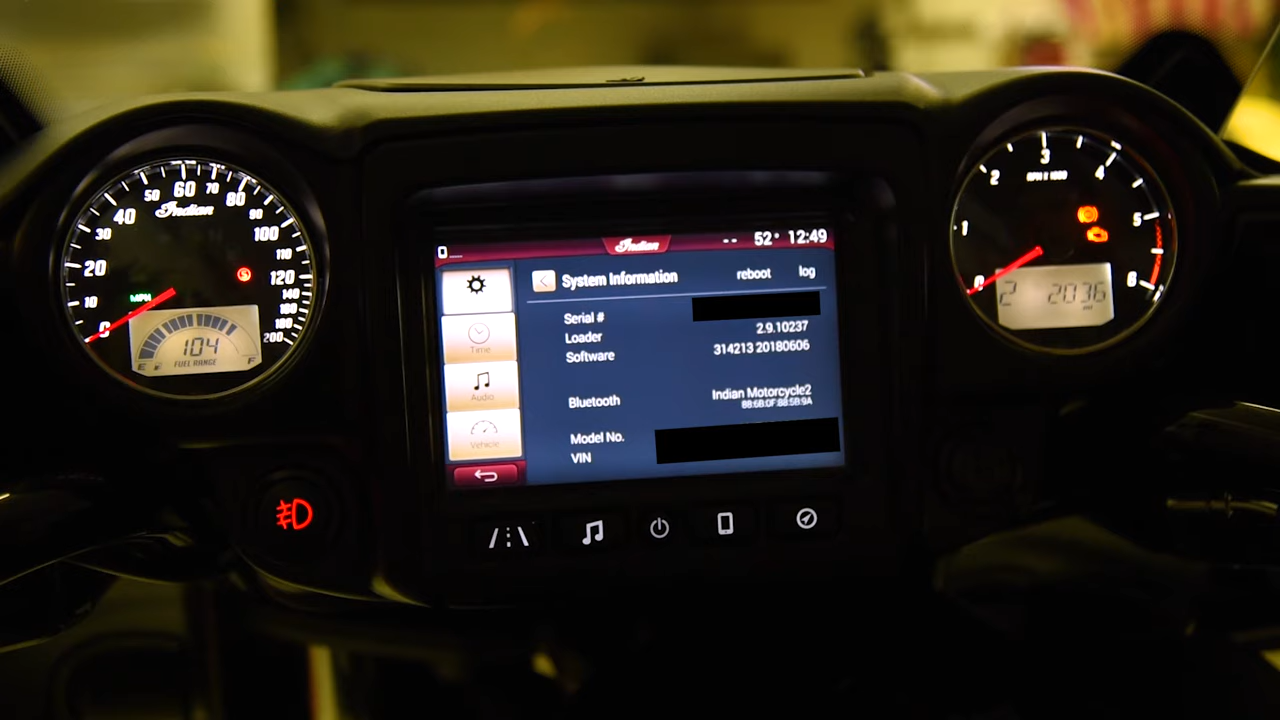 60
50
70
40
80
Indian
90
30
100
110
20
120
140
10
MPH
160
180
0
200
104
E
F
FUEL RANGE
Indian
-- 52° 12:49
System Information
reboot
log
Time
Audio
Vehicle
Serial #
Loader 2.9.10237
Software 314213 20180606
Bluetooth Indian Motorcycle2
Model No.
VIN
3
2
4
RPM X 1000
1
5
0
6
2 2036